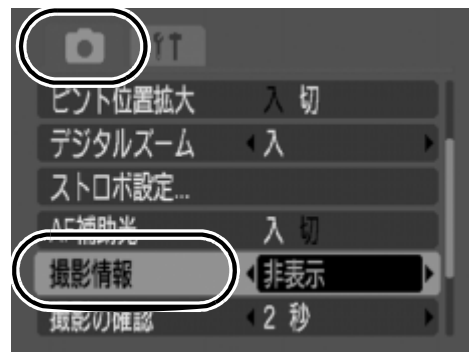 ピント位置拡大 入 切
デジタルズーム 入
ストロボ設定...
AF補助光 入 切
撮影情報 非表示
撮影の確認 2 秒